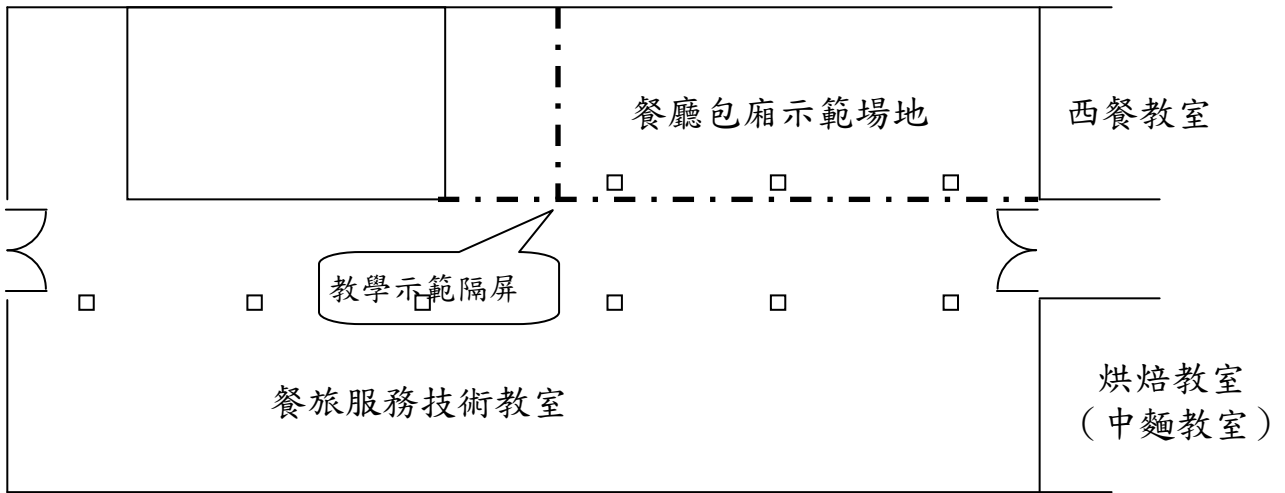 餐廳包廂示範場地
西餐教室
教學示範隔屏
餐旅服務技術教室
烘焙教室
（中麵教室）